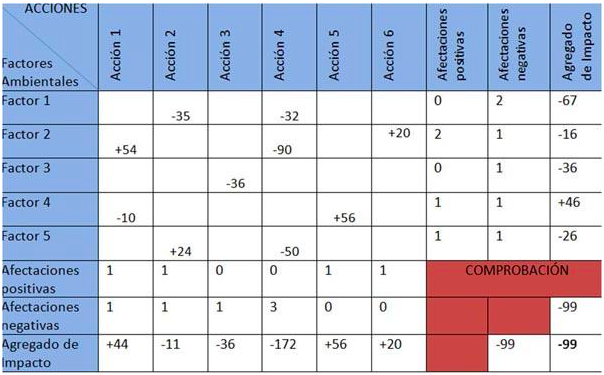 ACCIONES
Factores
Ambientales
Acción 1
Acción 2
Acción 3
Acción 4
Acción 5
Acción 6
Afectaciones
positivas
Afectaciones
negativas
Agregado
de Impacto
Factor 1 -35 -32 0 2 -67
Factor 2 +54 -90 +20 2 1 -16
Factor 3 -36 0 1 -36
Factor 4 -10 +56 1 1 +46
Factor 5 +24 -50 1 1 -26
Afectaciones 1 1 0 0 1 1 COMPROBACIÓN
positivas
Afectaciones 1 1 1 3 0 0 -99
negativas
Agregado de +44 -11 -36 -172 +56 +20 -99 -99
Impacto